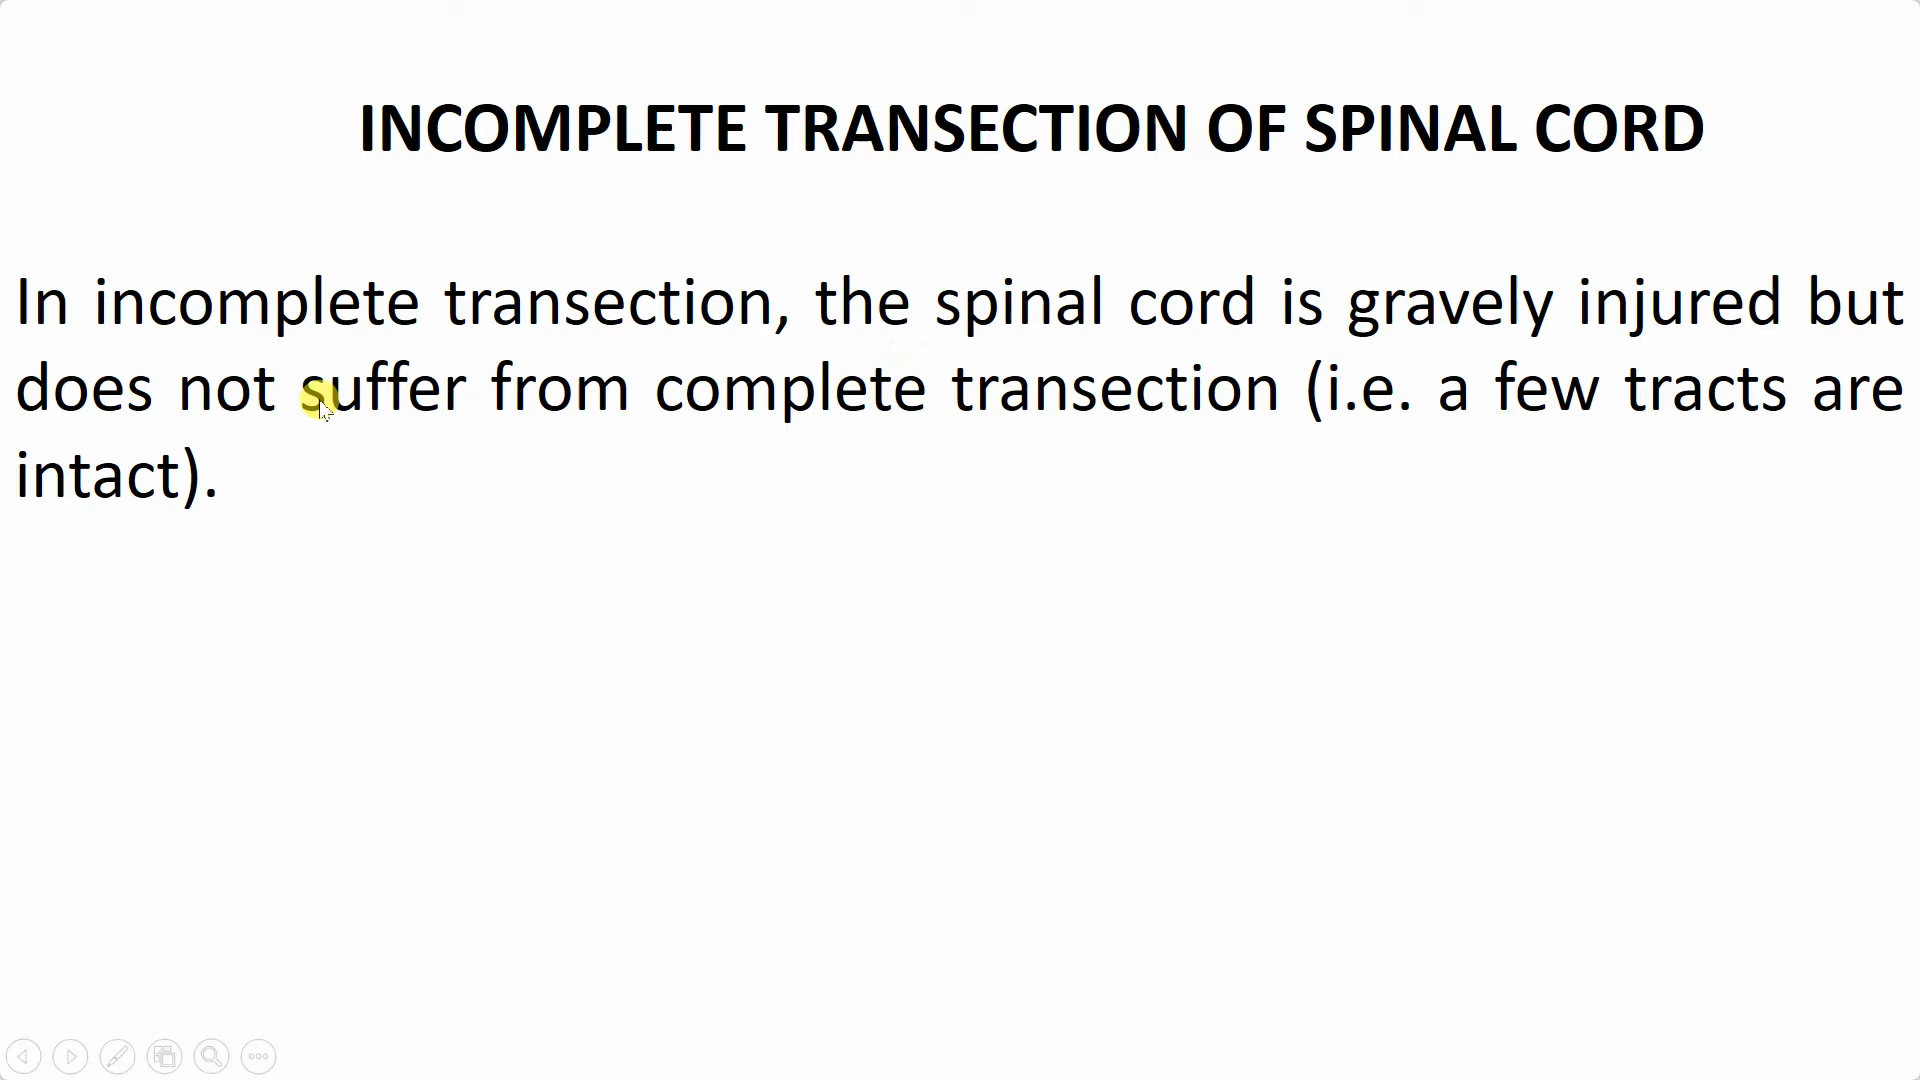 INCOMPLETE TRANSECTION OF SPINAL CORD
In incomplete transection, the spinal cord is gravely injured but
does not suffer from complete transection (i.e. a few tracts are
intact).